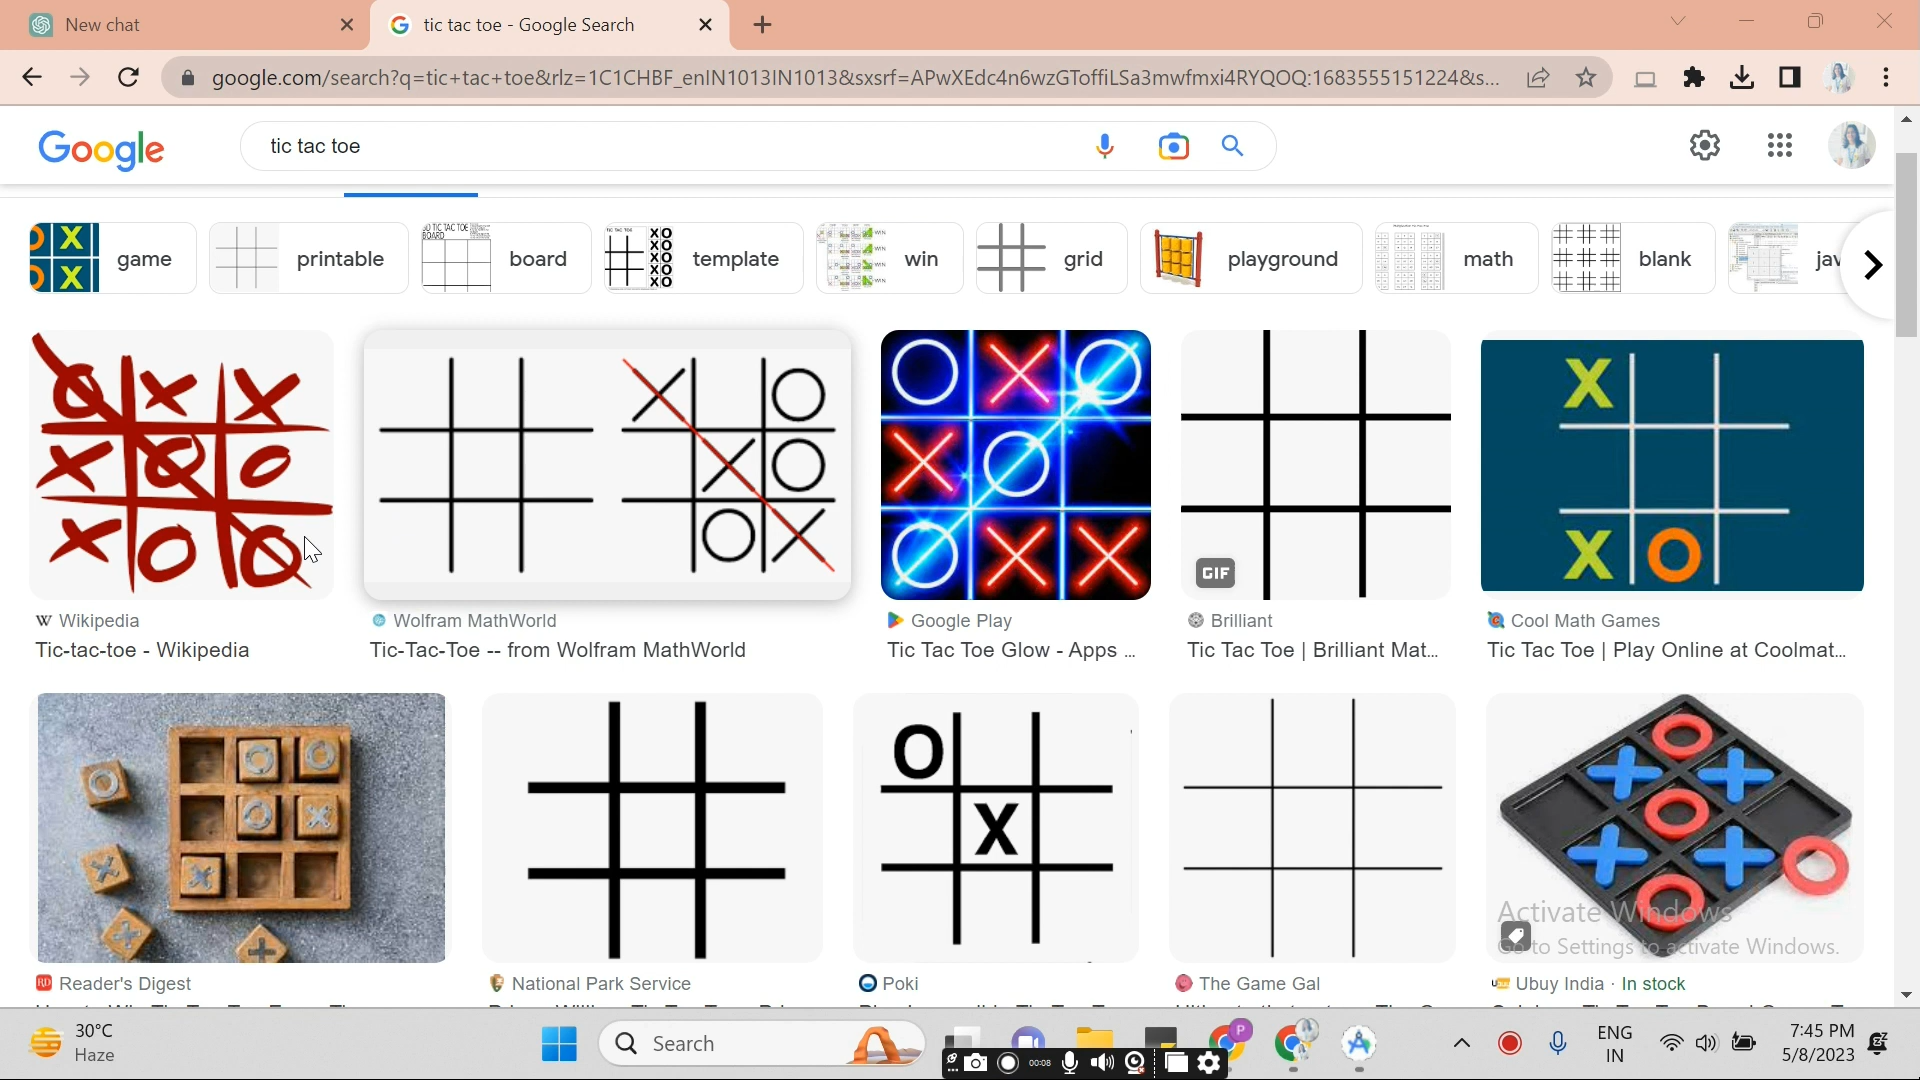 New chat
tic tac toe - Google Search
google.com/search?q=tic+tac+toe&rlz=1C1CHBF_enIN1013IN1013&sxsrf=APwXEdc4n6wzGToffiLSa3mwfmxi4RYQOQ:1683555151224&s...
Google
tic tac toe
game
printable
board
template
win
grid
playground
math
blank
jav
GIF
Wikipedia
Tic-tac-toe - Wikipedia
Wolfram MathWorld
Tic-Tac-Toe -- from Wolfram MathWorld
Google Play
Tic Tac Toe Glow - Apps ...
Brilliant
Tic Tac Toe | Brilliant Mat...
Cool Math Games
Tic Tac Toe | Play Online at Coolmat...
Activate Windows
Go to Settings to activate Windows.
Reader's Digest
National Park Service
Poki
The Game Gal
Ubuy India · In stock
30°C
Haze
Search
P
00:08
ENG
IN
7:45 PM
5/8/2023